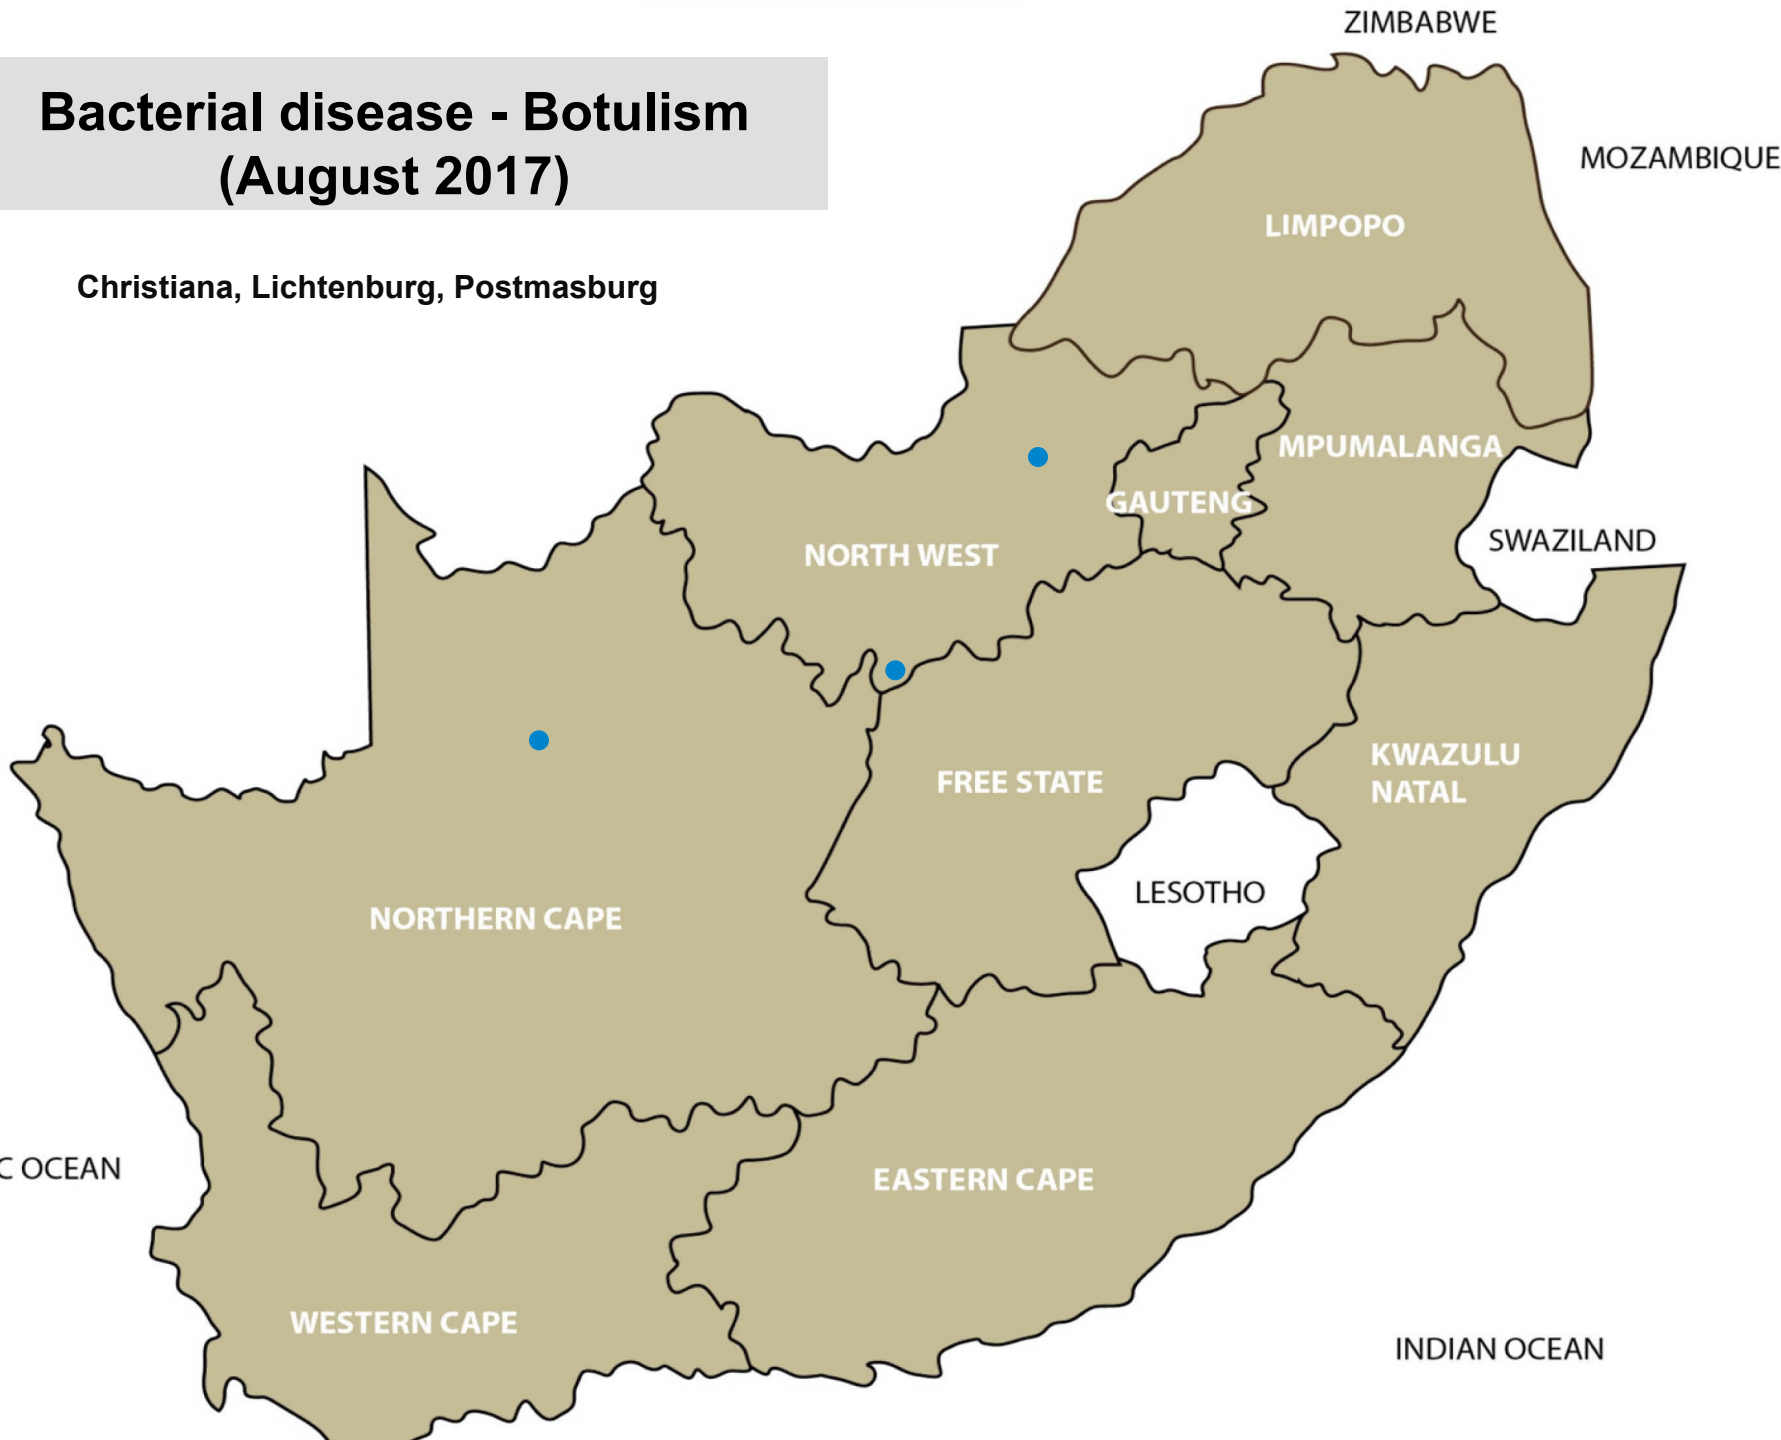 ZIMBABWE
Bacterial disease - Botulism
(August 2017)
MOZAMBIQUE
LIMPOPO
Christiana, Lichtenburg, Postmasburg
MPUMALANGA
GAUTENG
SWAZILAND
NORTH WEST
KWAZULU
NATAL
FREE STATE
LESOTHO
NORTHERN CAPE
C OCEAN
EASTERN CAPE
WESTERN CAPE
INDIAN OCEAN